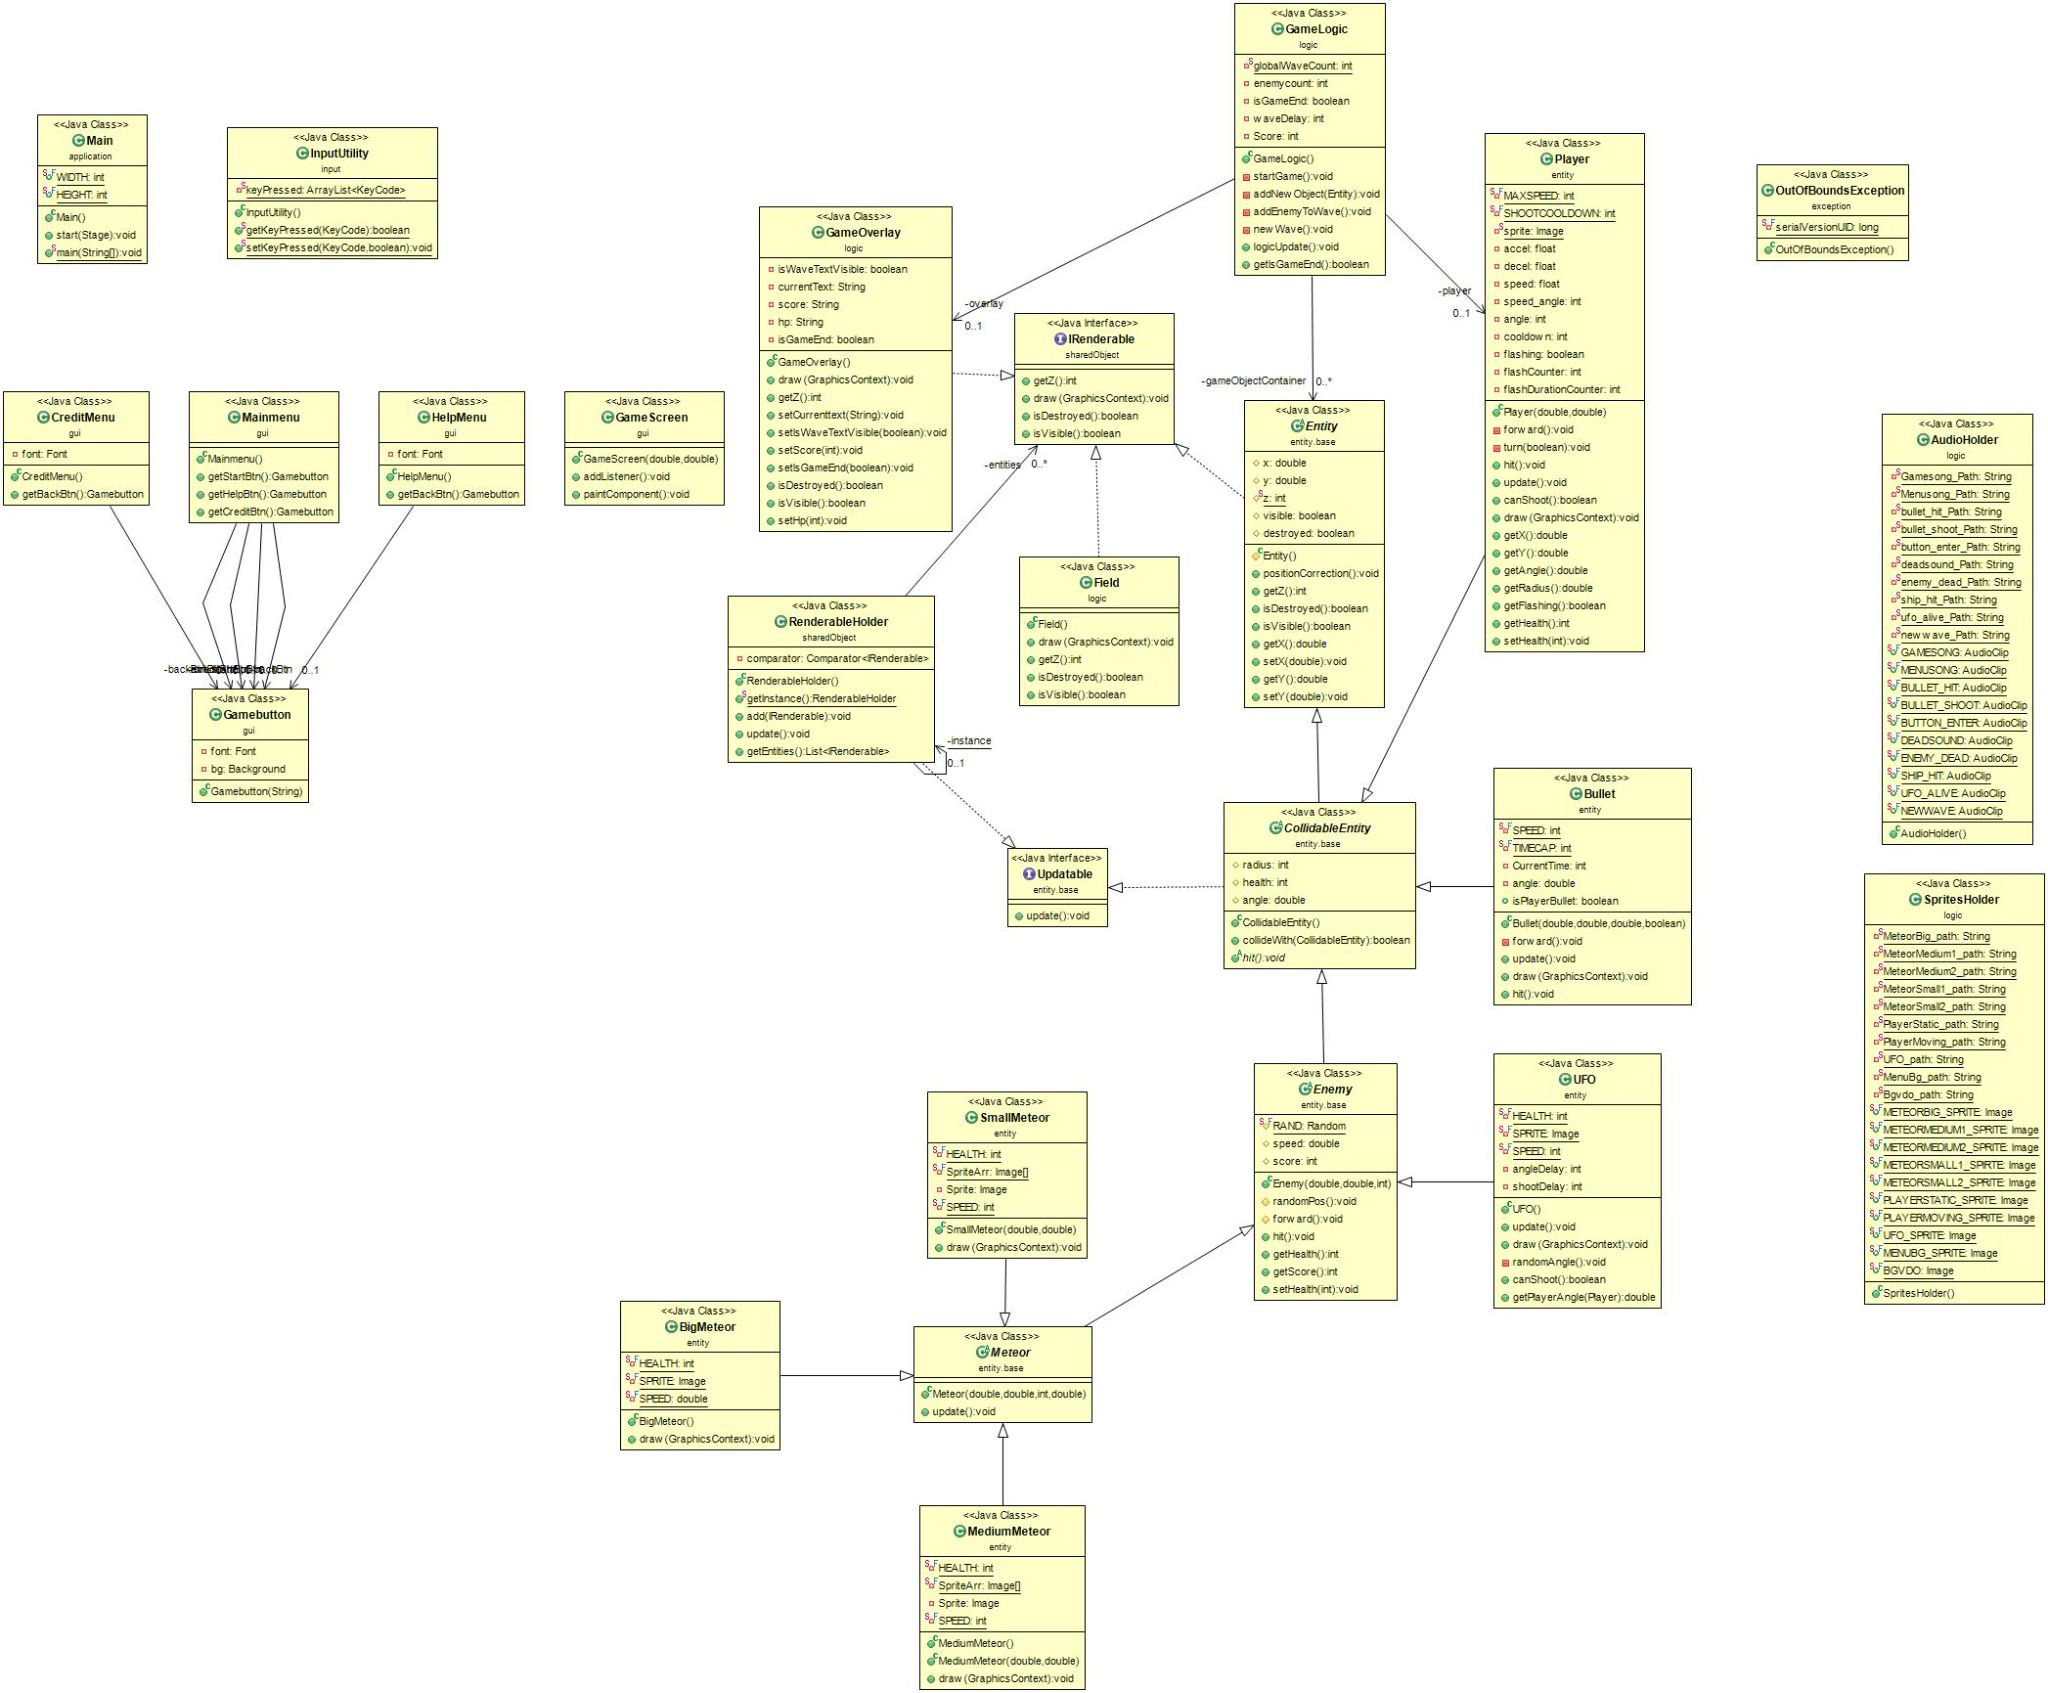 <<Java Class>>
GameLogic
logic
globalWaveCount: int
enemycount: int
isGameEnd: boolean
waveDelay: int
Score: int
GameLogic()
startGame():void
addNewObject(Entity):void
addEnemyToWave():void
newWave():void
logicUpdate():void
getIsGameEnd():boolean
<<Java Class>>
Main
application
WIDTH: int
HEIGHT: int
Main()
start(Stage):void
main(String[]):void
<<Java Class>>
InputUtility
input
keyPressed: ArrayList<KeyCode>
InputUtility()
getKeyPressed(KeyCode):boolean
setKeyPressed(KeyCode,boolean):void
<<Java Class>>
Player
entity
MAXSPEED: int
SHOOTCOOLDOWN: int
sprite: Image
accel: float
decel: float
speed: float
speed_angle: int
angle: int
cooldown: int
flashing: boolean
flashCounter: int
flashDurationCounter: int
Player(double,double)
forward():void
turn(boolean):void
hit():void
update():void
canShoot():boolean
draw(GraphicsContext):void
getX():double
getY():double
getAngle():double
getRadius():double
getFlashing():boolean
getHealth():int
setHealth(int):void
<<Java Class>>
OutOfBoundsException
exception
serialVersionUID: long
OutOfBoundsException()
<<Java Class>>
GameOverlay
logic
isWaveTextVisible: boolean
currentText: String
score: String
hp: String
isGameEnd: boolean
GameOverlay()
draw(GraphicsContext):void
getZ():int
setCurrenttext(String):void
setIsWaveTextVisible(boolean):void
setScore(int):void
setIsGameEnd(boolean):void
isDestroyed():boolean
isVisible():boolean
setHp(int):void
-overlay
0..1
-player
0..1
<<Java Interface>>
IRenderable
sharedObject
getZ():int
draw(GraphicsContext):void
isDestroyed():boolean
isVisible():boolean
-gameObjectContainer
0..*
-entities
0..*
<<Java Class>>
CreditMenu
gui
font: Font
CreditMenu()
getBackBtn():Gamebutton
<<Java Class>>
Mainmenu
gui
Mainmenu()
getStartBtn():Gamebutton
getHelpBtn():Gamebutton
getCreditBtn():Gamebutton
<<Java Class>>
HelpMenu
gui
font: Font
HelpMenu()
getBackBtn():Gamebutton
<<Java Class>>
GameScreen
gui
GameScreen(double,double)
addListener():void
paintComponent():void
<<Java Class>>
Entity
entity.base
x: double
y: double
z: int
visible: boolean
destroyed: boolean
Entity()
positionCorrection():void
getZ():int
isDestroyed():boolean
isVisible():boolean
getX():double
setX(double):void
getY():double
setY(double):void
<<Java Class>>
AudioHolder
logic
Gamesong_Path: String
Menusong_Path: String
bullet_hit_Path: String
bullet_shoot_Path: String
button_enter_Path: String
deadsound_Path: String
enemy_dead_Path: String
ship_hit_Path: String
ufo_alive_Path: String
newwave_Path: String
GAMESONG: AudioClip
MENUSONG: AudioClip
BULLET_HIT: AudioClip
BULLET_SHOOT: AudioClip
BUTTON_ENTER: AudioClip
DEADSOUND: AudioClip
ENEMY_DEAD: AudioClip
SHIP_HIT: AudioClip
UFO_ALIVE: AudioClip
NEWWAVE: AudioClip
AudioHolder()
<<Java Class>>
Field
logic
Field()
draw(GraphicsContext):void
getZ():int
isDestroyed():boolean
isVisible():boolean
<<Java Class>>
RenderableHolder
sharedObject
comparator: Comparator<IRenderable>
RenderableHolder()
getInstance():RenderableHolder
add(IRenderable):void
update():void
getEntities():List<IRenderable>
-instance
0..1
0..1
<<Java Class>>
Gamebutton
gui
font: Font
bg: Background
Gamebutton(String)
<<Java Interface>>
Updatable
entity.base
update():void
<<Java Class>>
CollidableEntity
entity.base
radius: int
health: int
angle: double
CollidableEntity()
collideWith(CollidableEntity):boolean
hit():void
<<Java Class>>
Bullet
entity
SPEED: int
TIMECAP: int
CurrentTime: int
angle: double
isPlayerBullet: boolean
Bullet(double,double,double,boolean)
forward():void
update():void
draw(GraphicsContext):void
hit():void
<<Java Class>>
SpritesHolder
logic
MeteorBig_path: String
MeteorMedium1_path: String
MeteorMedium2_path: String
MeteorSmall1_path: String
MeteorSmall2_path: String
PlayerStatic_path: String
PlayerMoving_path: String
UFO_path: String
MenuBg_path: String
Bgvdo_path: String
METEORBIG_SPRITE: Image
METEORMEDIUM1_SPRITE: Image
METEORMEDIUM2_SPRITE: Image
METEORSMALL1_SPIRTE: Image
METEORSMALL2_SPRITE: Image
PLAYERSTATIC_SPRITE: Image
PLAYERMOVING_SPRITE: Image
UFO_SPRITE: Image
MENUBG_SPRITE: Image
BGVDO: Image
SpritesHolder()
<<Java Class>>
Enemy
entity.base
RAND: Random
speed: double
score: int
Enemy(double,double,int)
randomPos():void
forward():void
hit():void
getHealth():int
getScore():int
setHealth(int):void
<<Java Class>>
UFO
entity
HEALTH: int
SPRITE: Image
SPEED: int
angleDelay: int
shootDelay: int
UFO()
update():void
draw(GraphicsContext):void
randomAngle():void
canShoot():boolean
getPlayerAngle(Player):double
<<Java Class>>
SmallMeteor
entity
HEALTH: int
SpriteArr: Image[]
Sprite: Image
SPEED: int
SmallMeteor(double,double)
draw(GraphicsContext):void
<<Java Class>>
BigMeteor
entity
HEALTH: int
SPRITE: Image
SPEED: double
BigMeteor()
draw(GraphicsContext):void
<<Java Class>>
Meteor
entity.base
Meteor(double,double,int,double)
update():void
<<Java Class>>
MediumMeteor
entity
HEALTH: int
SpriteArr: Image[]
Sprite: Image
SPEED: int
MediumMeteor()
MediumMeteor(double,double)
draw(GraphicsContext):void